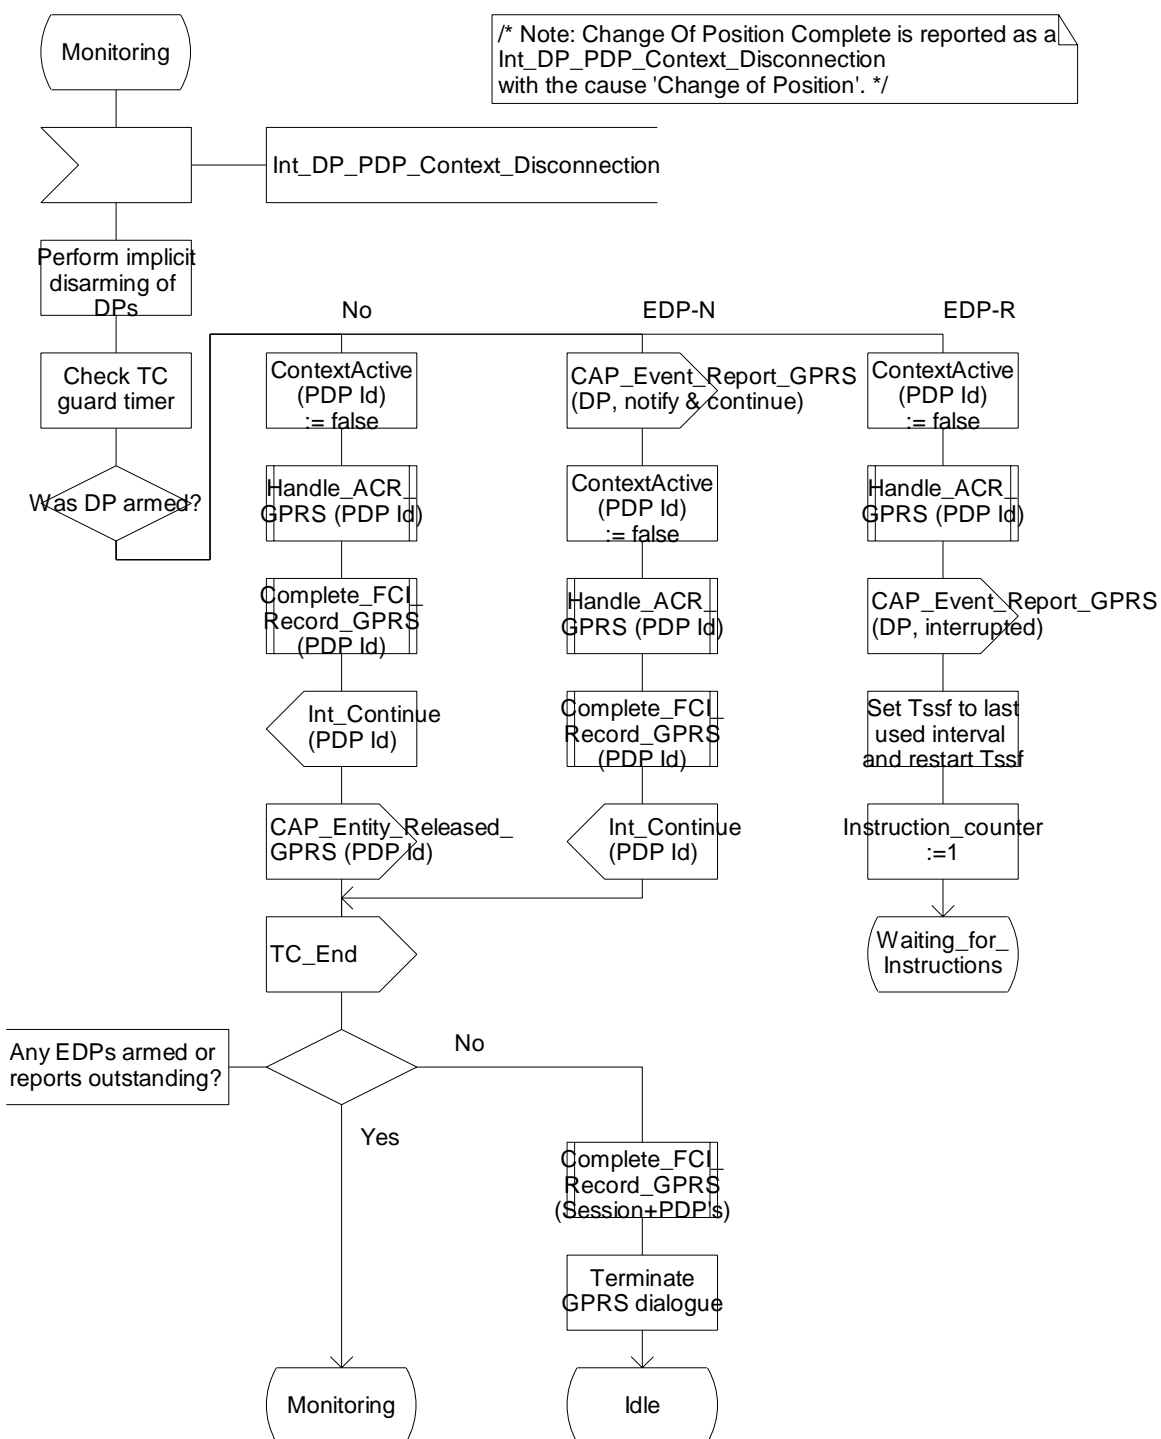 Monitoring
/* Note: Change Of Position Complete is reported as a
Int_DP_PDP_Context_Disconnection
with the cause 'Change of Position'. */
Int_DP_PDP_Context_Disconnection
Perform implicit
disarming of
DPs
Check TC
guard timer
Was DP armed?
No
EDP-N
EDP-R
ContextActive
(PDP Id)
:= false
Handle_ACR_
GPRS (PDP Id)
Complete_FCI_
Record_GPRS
(PDP Id)
Int_Continue
(PDP Id)
CAP_Entity_Released_
GPRS (PDP Id)
CAP_Event_Report_GPRS
(DP, notify & continue)
ContextActive
(PDP Id)
:= false
Handle_ACR_
GPRS (PDP Id)
Complete_FCI_
Record_GPRS
(PDP Id)
Int_Continue
(PDP Id)
ContextActive
(PDP Id)
:= false
Handle_ACR_
GPRS (PDP Id)
CAP_Event_Report_GPRS
(DP, interrupted)
Set Tssf to last
used interval
and restart Tssf
Instruction_counter
:=1
Waiting_for_
Instructions
TC_End
Any EDPs armed or
reports outstanding?
No
Yes
Complete_FCI_
Record_GPRS
(Session+PDP's)
Terminate
GPRS dialogue
Monitoring
Idle